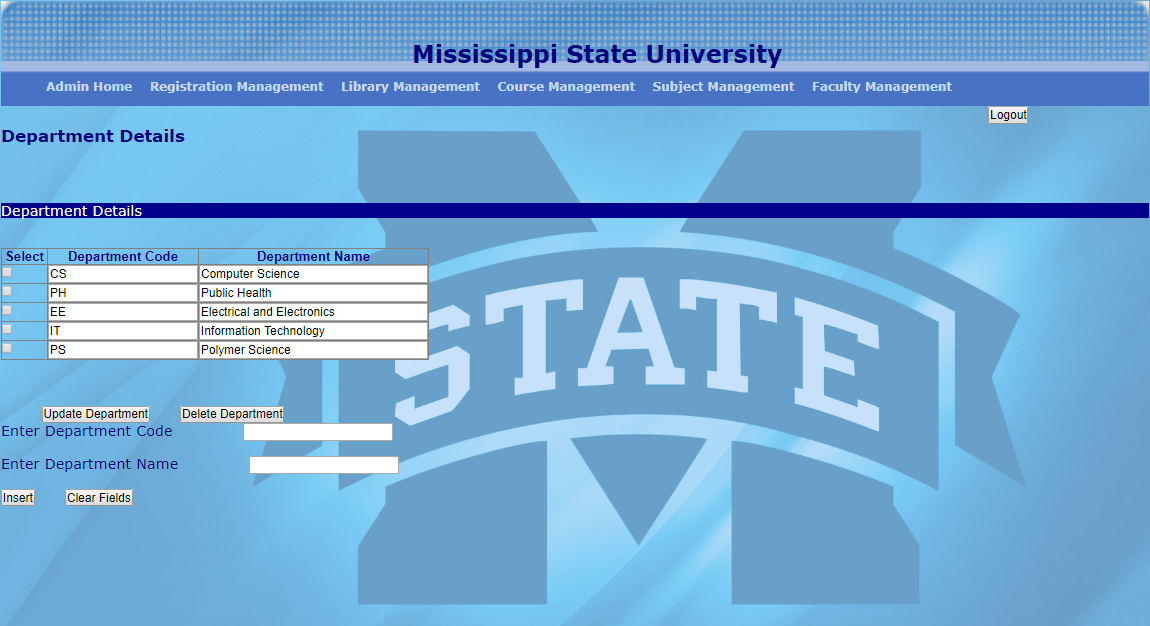 Mississippi State University
Admin Home Registration Management Library Management Course Management Subject Management Faculty Management
Logout
Department Details
Department Details
Select Department Code Department Name
CS Computer Science
PH Public Health
EE Electrical and Electronics
IT Information Technology
PS Polymer Science
STATE
Update Department Delete Department
Enter Department Code
Enter Department Name
Insert Clear Fields